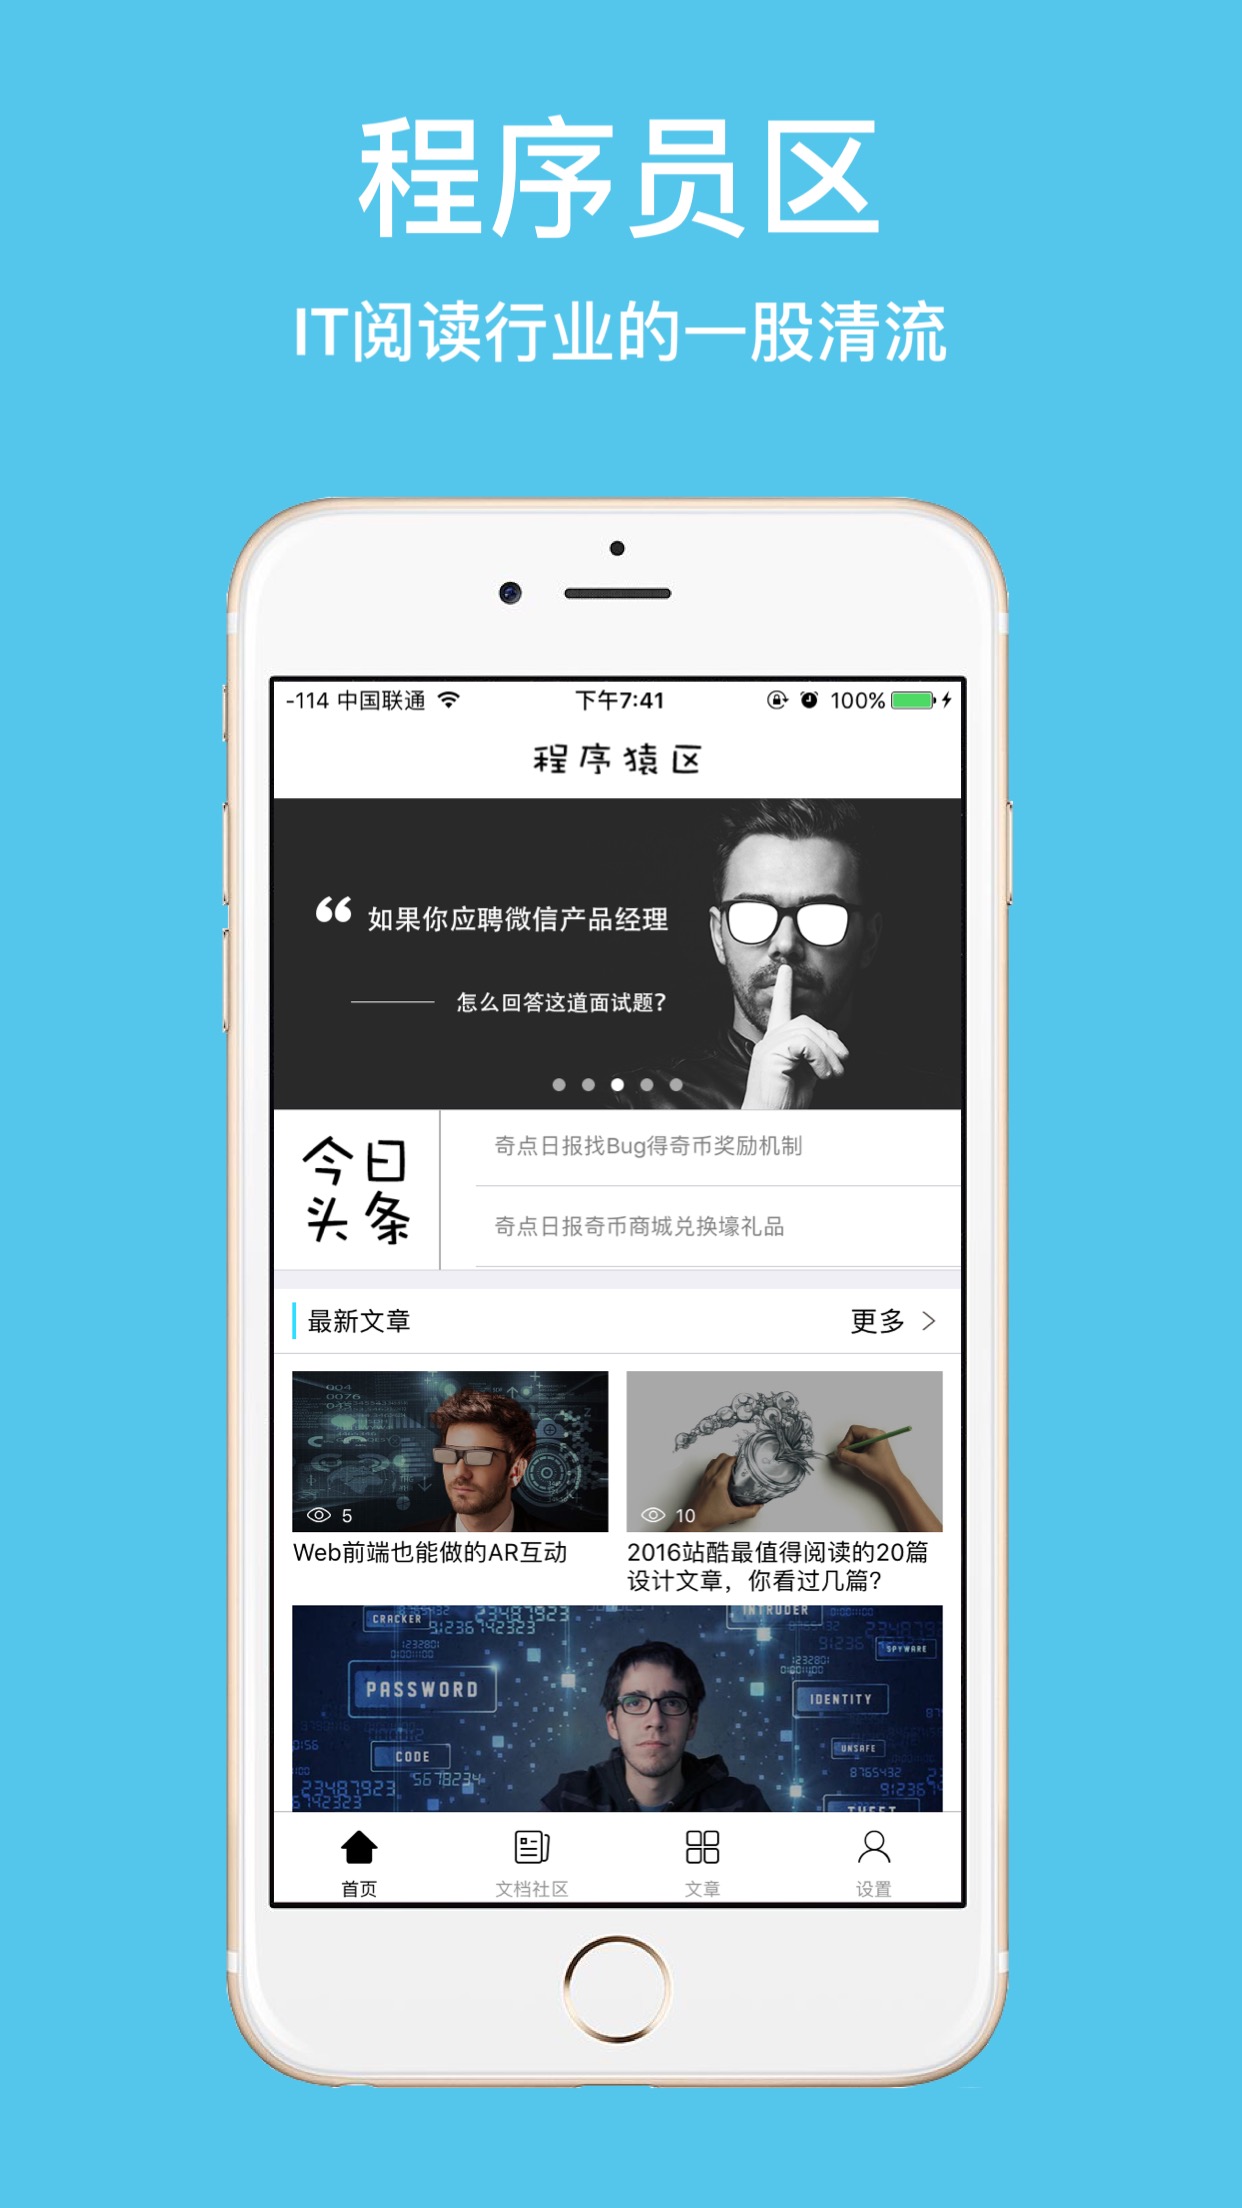 程序员区
IT阅读行业的一股清流
-114 中国联通 下午7:41 100%
程序猿区
“ 如果你应聘微信产品经理
怎么回答这道面试题?
今日
头条
奇点日报找Bug得奇币奖励机制
奇点日报奇币商城兑换壕礼品
最新文章 更多
5
10
Web前端也能做的AR互动
2016站酷最值得阅读的20篇
设计文章，你看过几篇?
CRACKER
INTRUDER
SPYWARE
PASSWORD
IDENTITY
CODE
UNSAFE
5678234
8765432
23487923
首页 文档社区 文章 设置